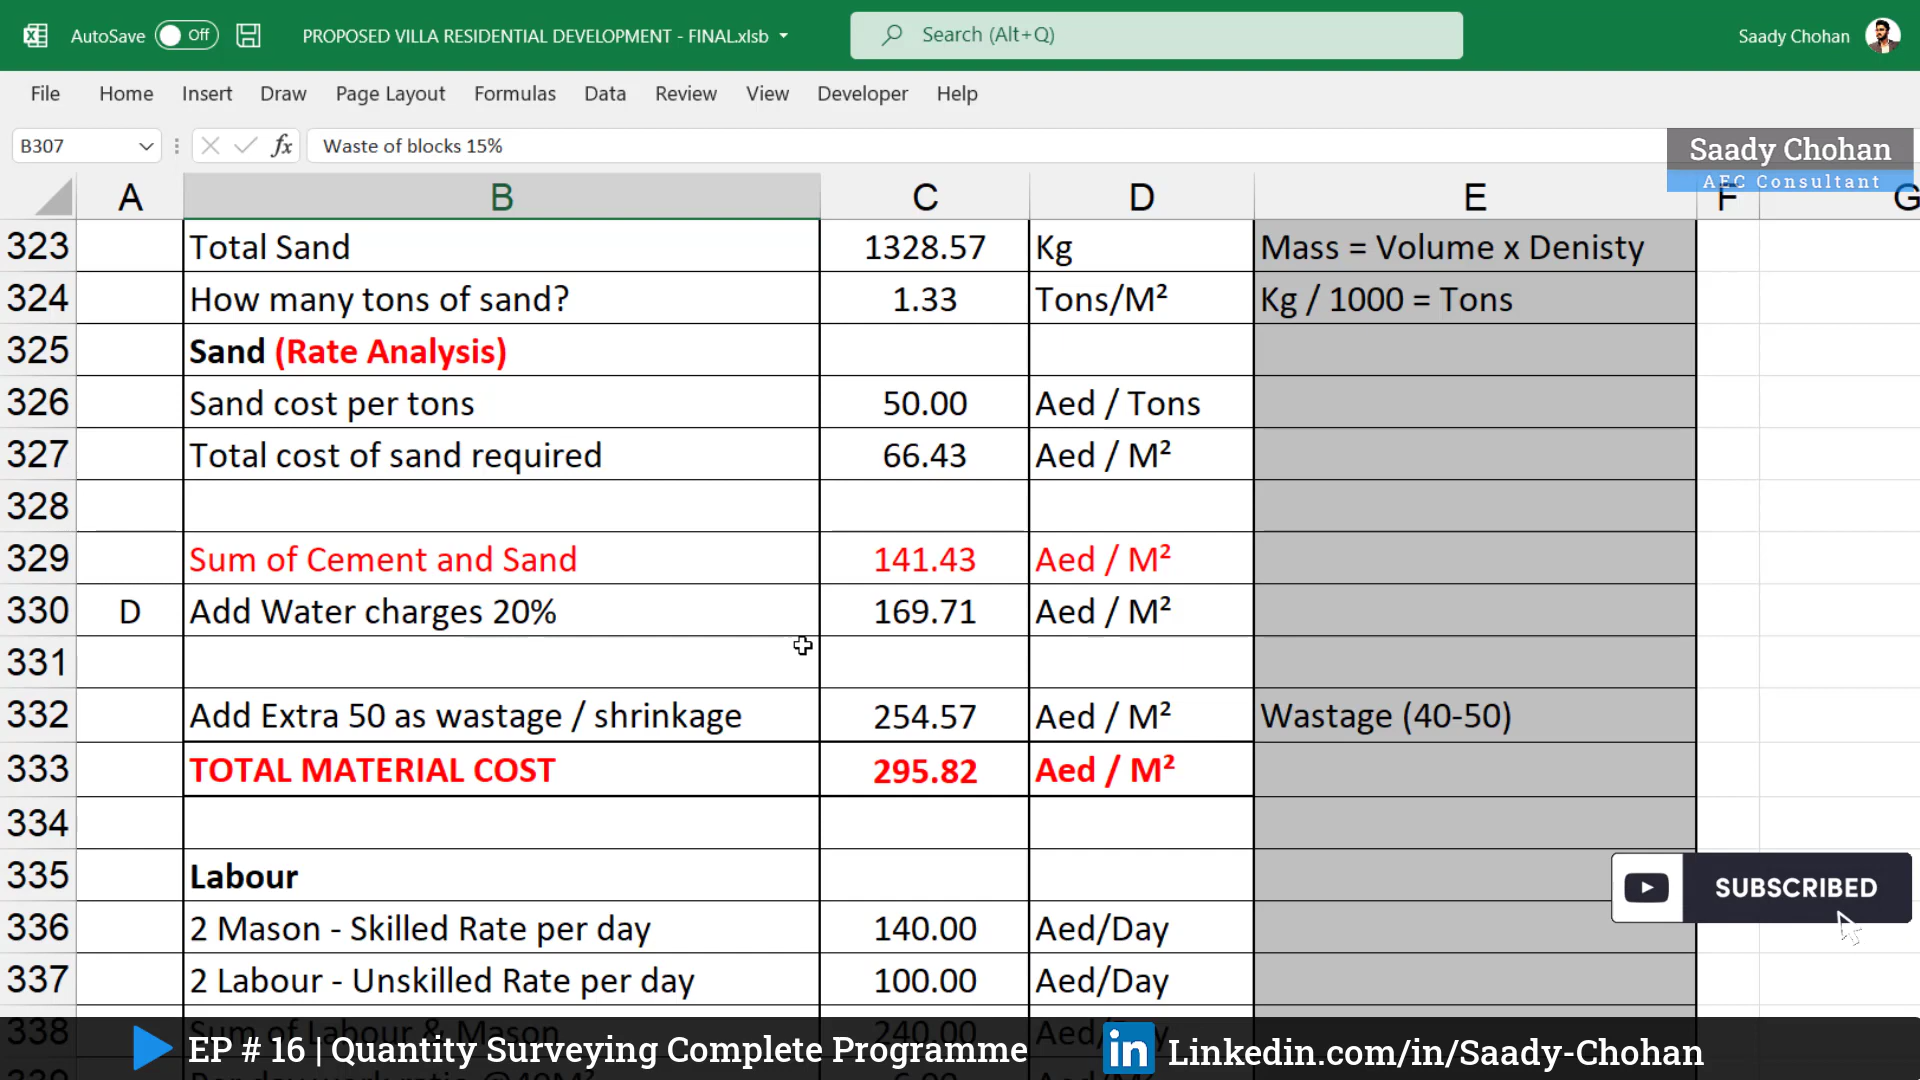 AutoSave Off PROPOSED VILLA RESIDENTIAL DEVELOPMENT - FINAL.xlsb Search (Alt+Q) Saady Chohan
File Home Insert Draw Page Layout Formulas Data Review View Developer Help
B307 fx Waste of blocks 15%
Saady Chohan
AEC Consultant
A B C D E F G
323 Total Sand 1328.57 Kg Mass = Volume x Denisty
324 How many tons of sand? 1.33 Tons/M² Kg / 1000 = Tons
325 Sand (Rate Analysis)
326 Sand cost per tons 50.00 Aed / Tons
327 Total cost of sand required 66.43 Aed / M²
328
329 Sum of Cement and Sand 141.43 Aed / M²
330 D Add Water charges 20% 169.71 Aed / M²
331
332 Add Extra 50 as wastage / shrinkage 254.57 Aed / M² Wastage (40-50)
333 TOTAL MATERIAL COST 295.82 Aed / M²
334
335 Labour
336 2 Mason - Skilled Rate per day 140.00 Aed/Day
337 2 Labour - Unskilled Rate per day 100.00 Aed/Day
SUBSCRIBED
338 Sum of Labour & Mason 240.00 Aed/Day
EP # 16 | Quantity Surveying Complete Programme in Linkedin.com/in/Saady-Chohan